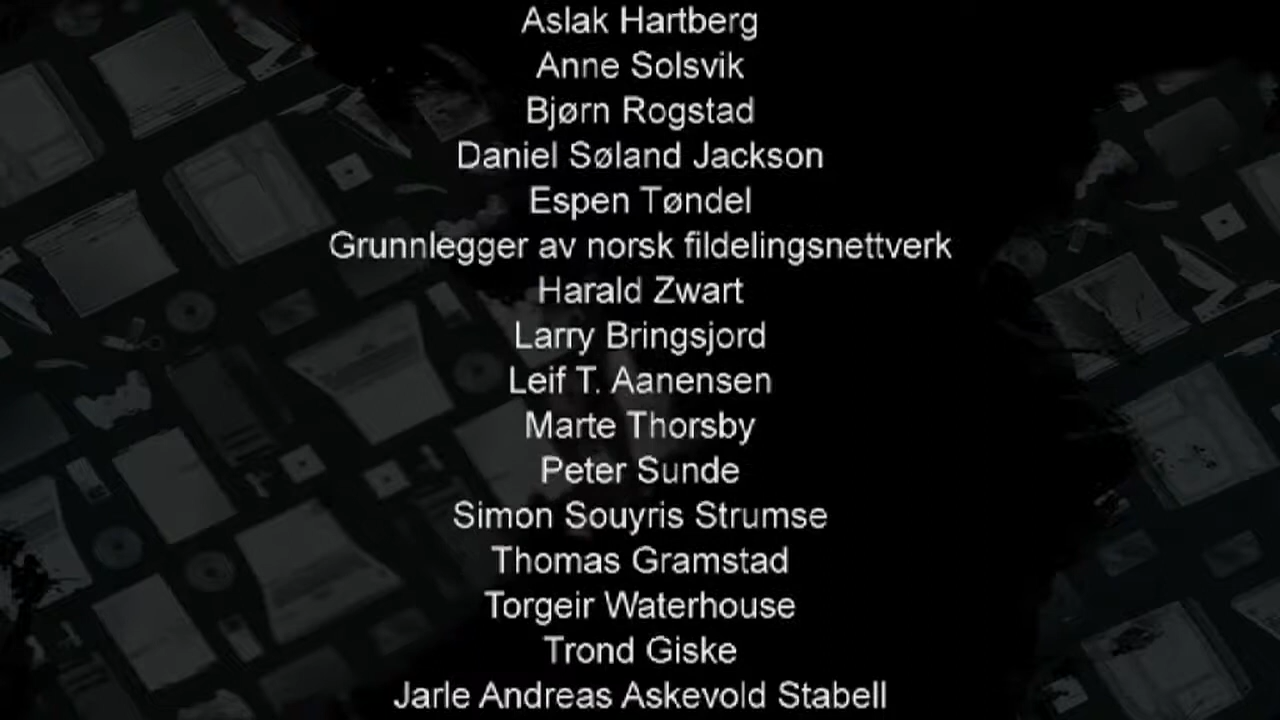 Aslak Hartberg
Anne Solsvik
Bjørn Rogstad
Daniel Søland Jackson
Espen Tøndel
Grunnlegger av norsk fildelingsnettverk
Harald Zwart
Larry Bringsjord
Leif T. Aanensen
Marte Thorsby
Peter Sunde
Simon Souyris Strumse
Thomas Gramstad
Torgeir Waterhouse
Trond Giske
Jarle Andreas Askevold Stabell